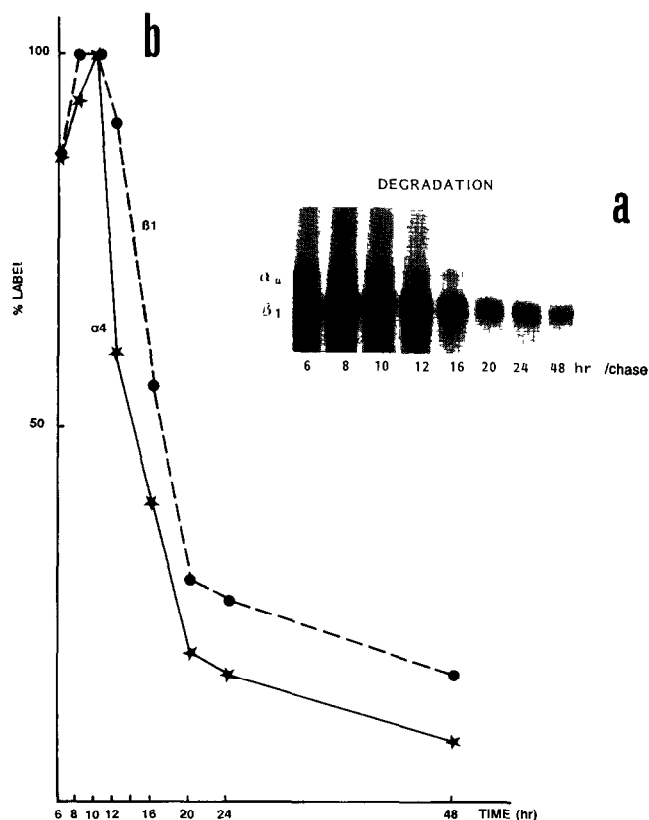 b
a
100
50
% LABEL
β1
α4
DEGRADATION
α4
β1
6 8 10 12 16 20 24 48 hr /chase
6 8 10 12 16 20 24 48 TIME (hr)